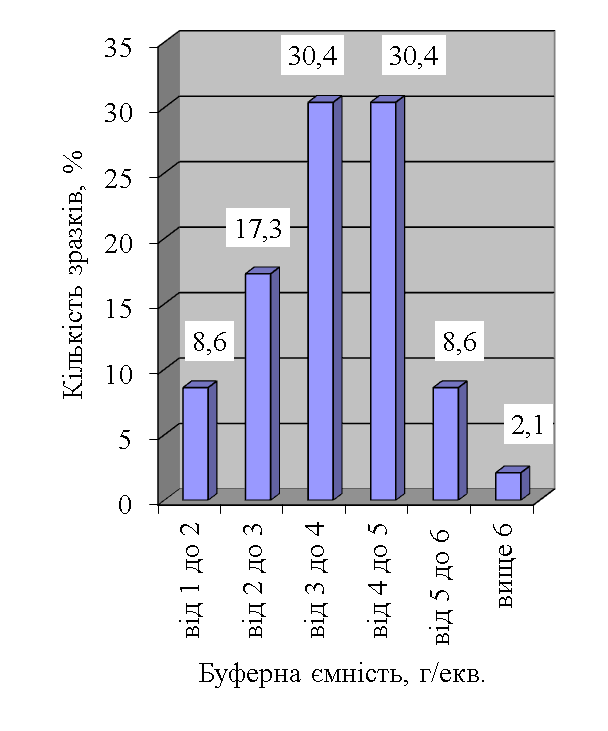 Кількість зразків, %
35
30
25
20
15
10
5
0
8,6
17,3
30,4
30,4
8,6
2,1
від 1 до 2
від 2 до 3
від 3 до 4
від 4 до 5
від 5 до 6
вище 6
Буферна ємність, г/екв.